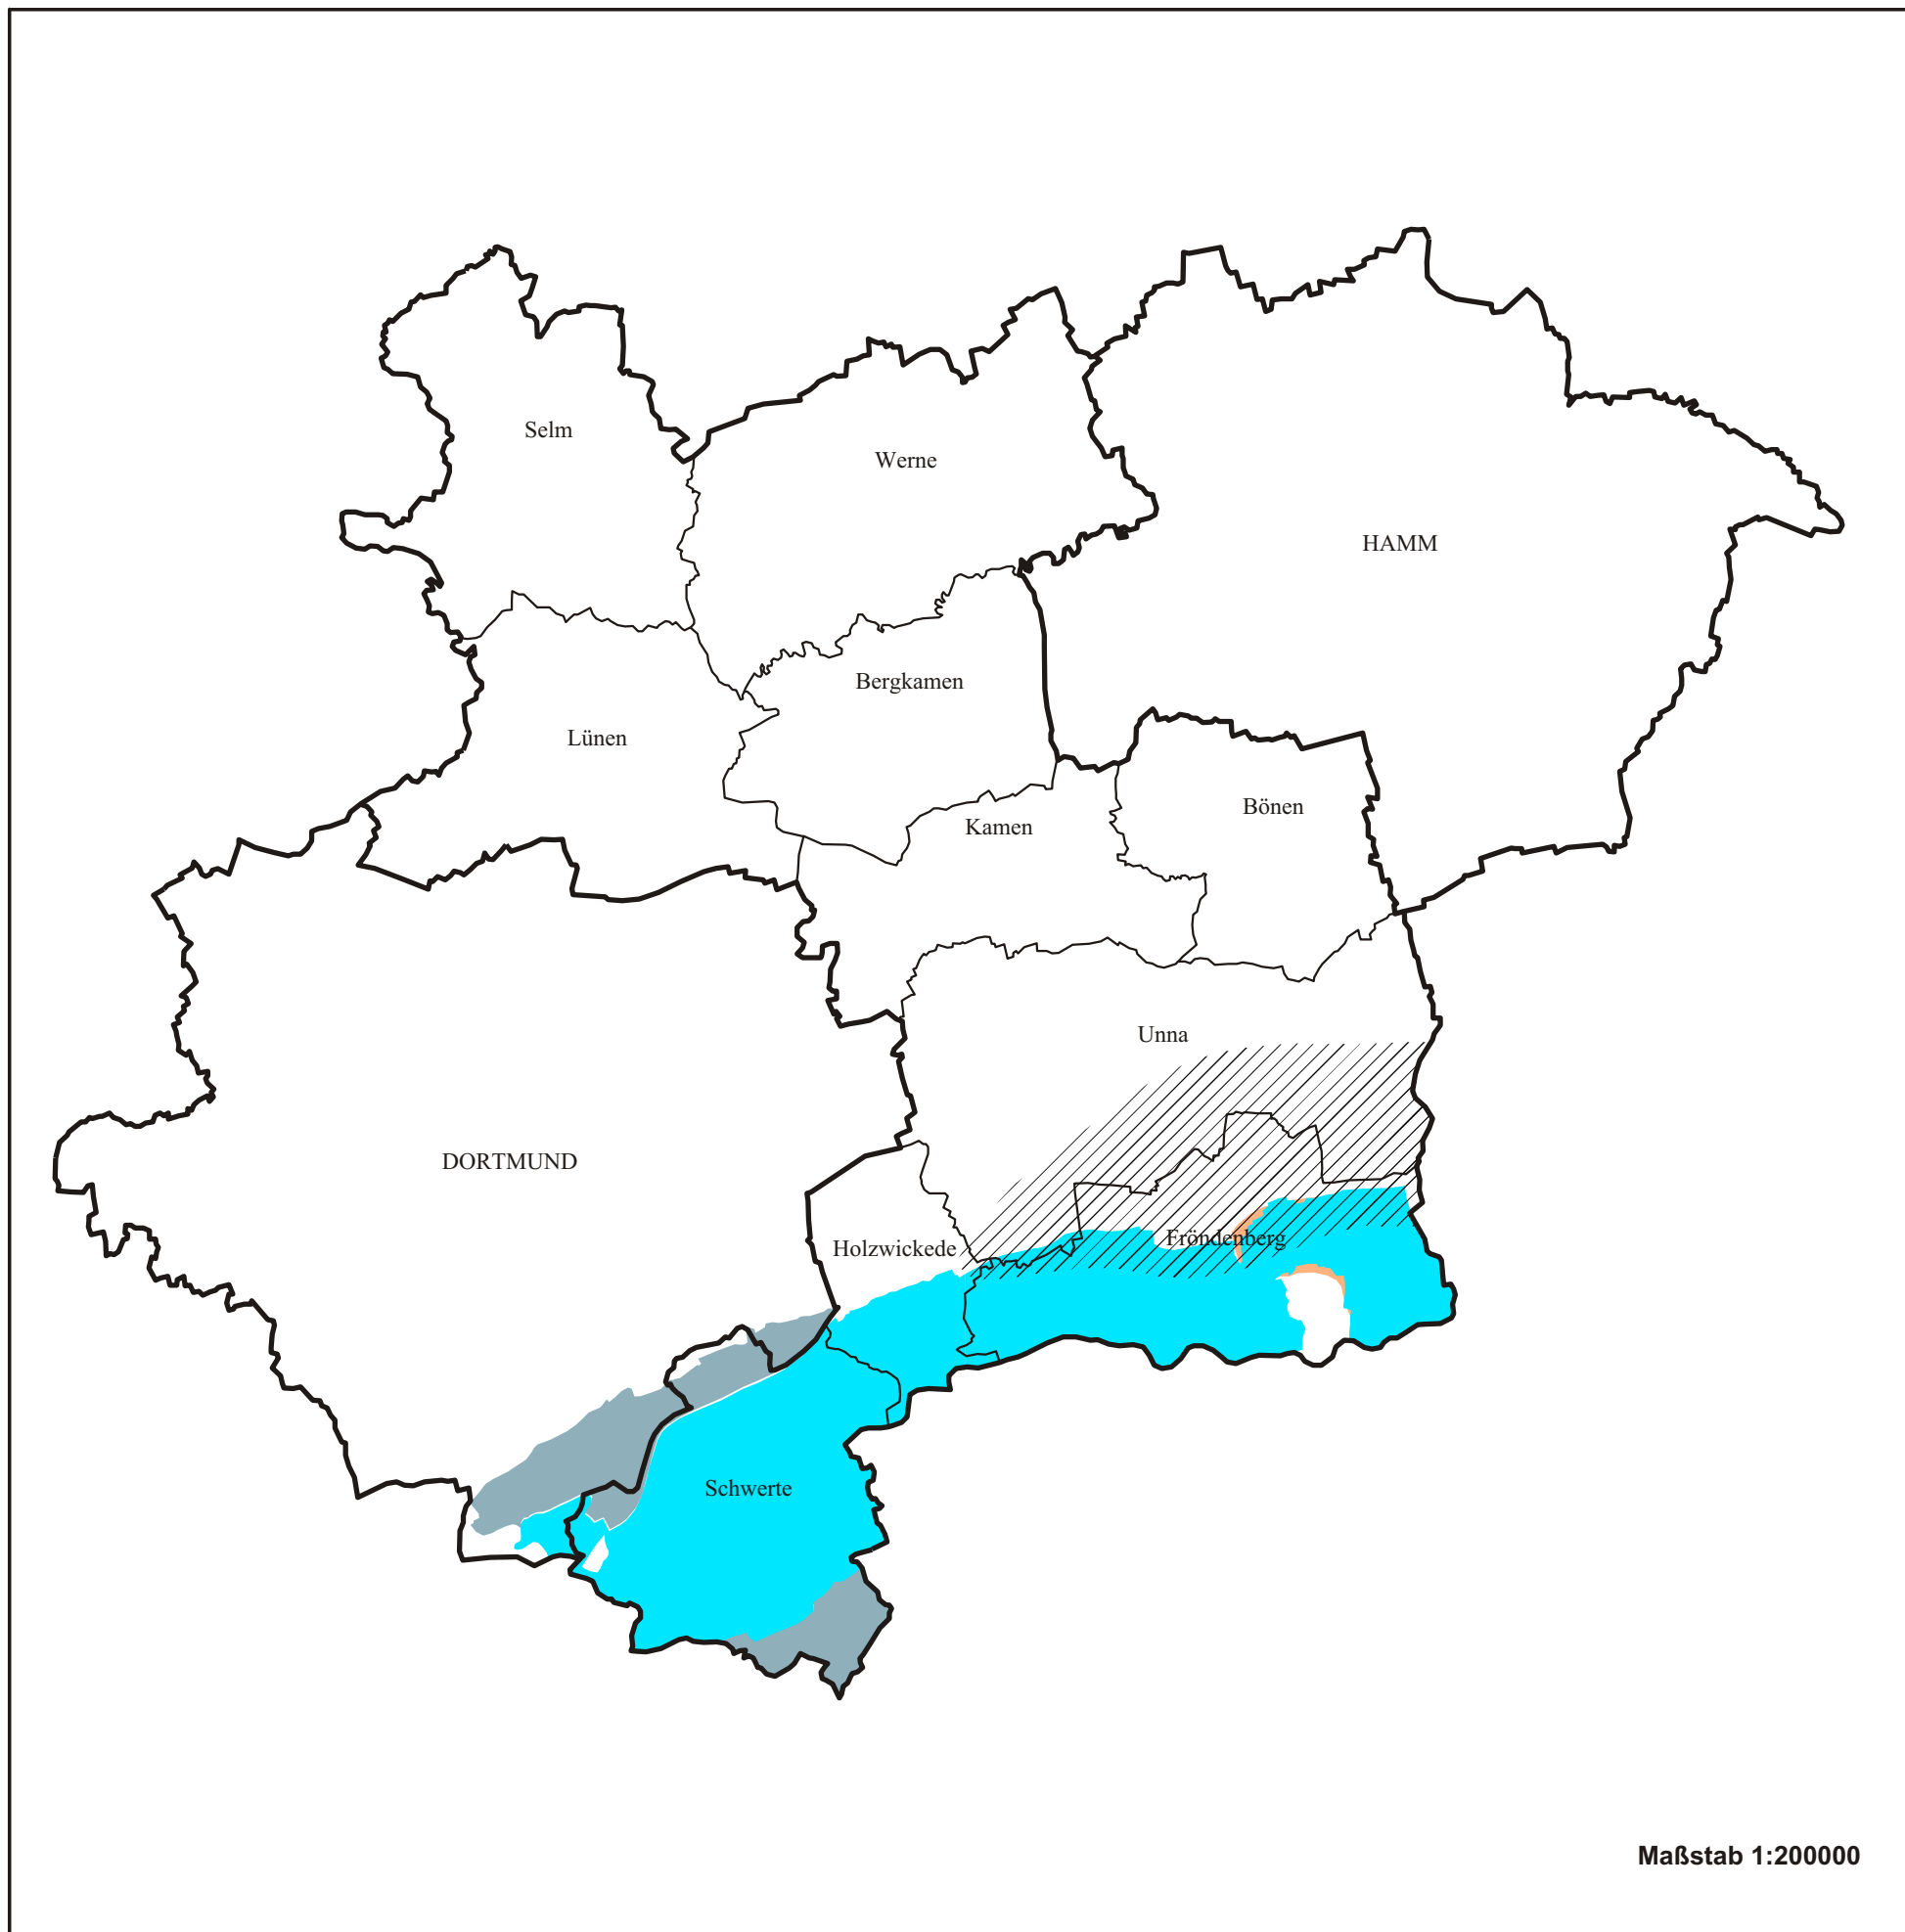 Selm
Werne
HAMM
Bergkamen
Lünen
Bönen
Kamen
Unna
DORTMUND
Fröndenberg
Holzwickede
Schwerte
Maßstab 1:200000